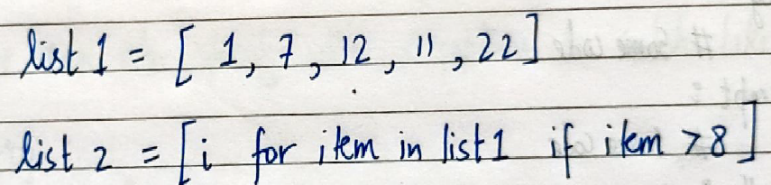 list 1 = [ 1, 7, 12, 11, 22]
list 2 = [i for item in list1 if item >8]